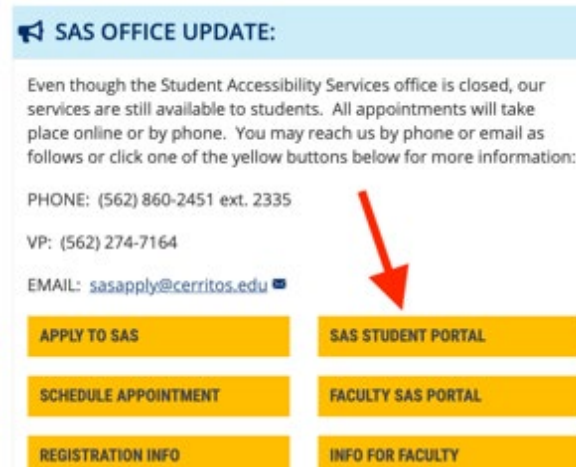 SAS OFFICE UPDATE:
Even though the Student Accessibility Services office is closed, our
services are still available to students. All appointments will take
place online or by phone. You may reach us by phone or email as
follows or click one of the yellow buttons below for more information:
PHONE: (562) 860-2451 ext. 2335
VP: (562) 274-7164
EMAIL: sasapply@cerritos.edu
APPLY TO SAS
SAS STUDENT PORTAL
SCHEDULE APPOINTMENT
FACULTY SAS PORTAL
REGISTRATION INFO
INFO FOR FACULTY